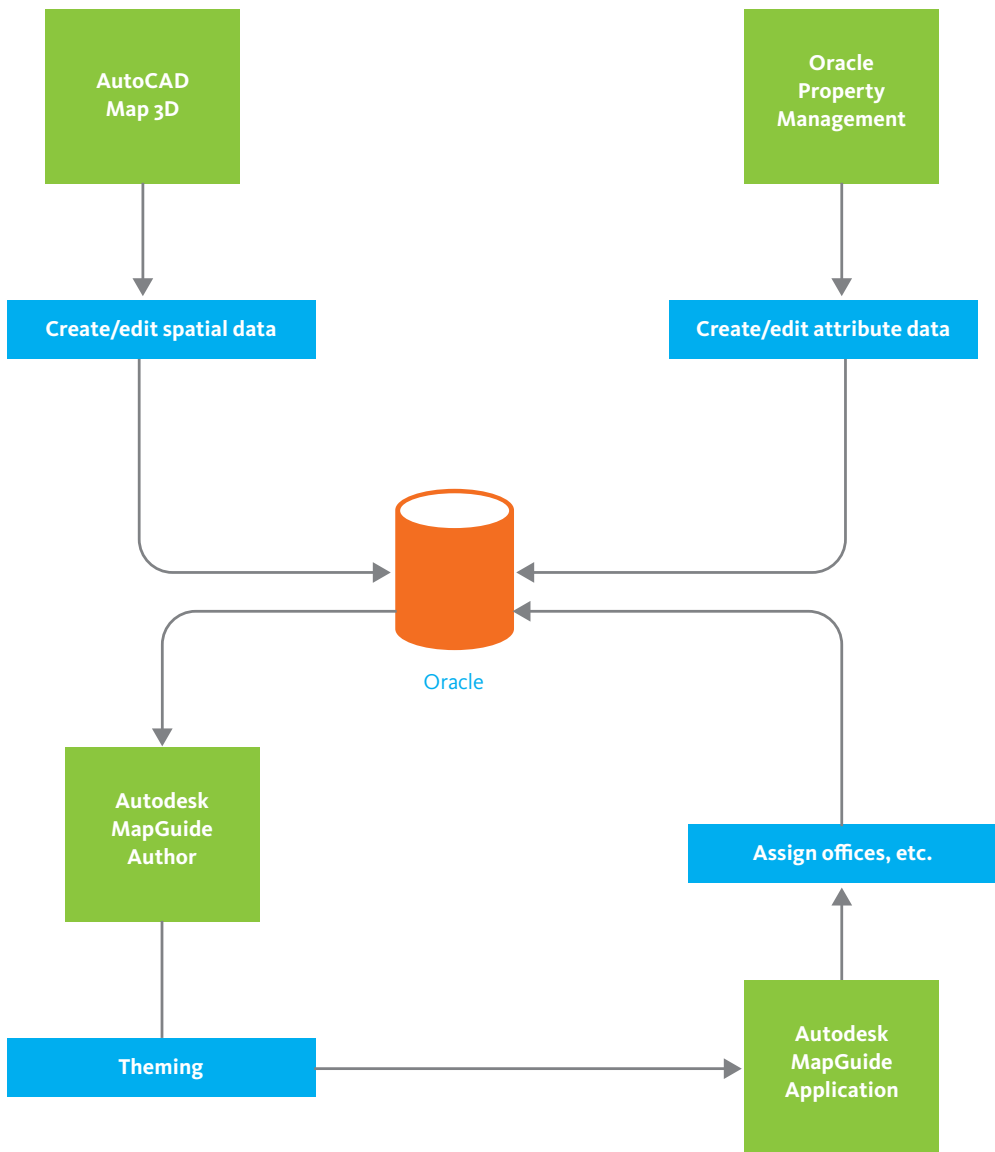 AutoCAD
Map 3D
Oracle
Property
Management
Create/edit spatial data
Create/edit attribute data
Oracle
Autodesk
MapGuide
Author
Assign offices, etc.
Theming
Autodesk
MapGuide
Application